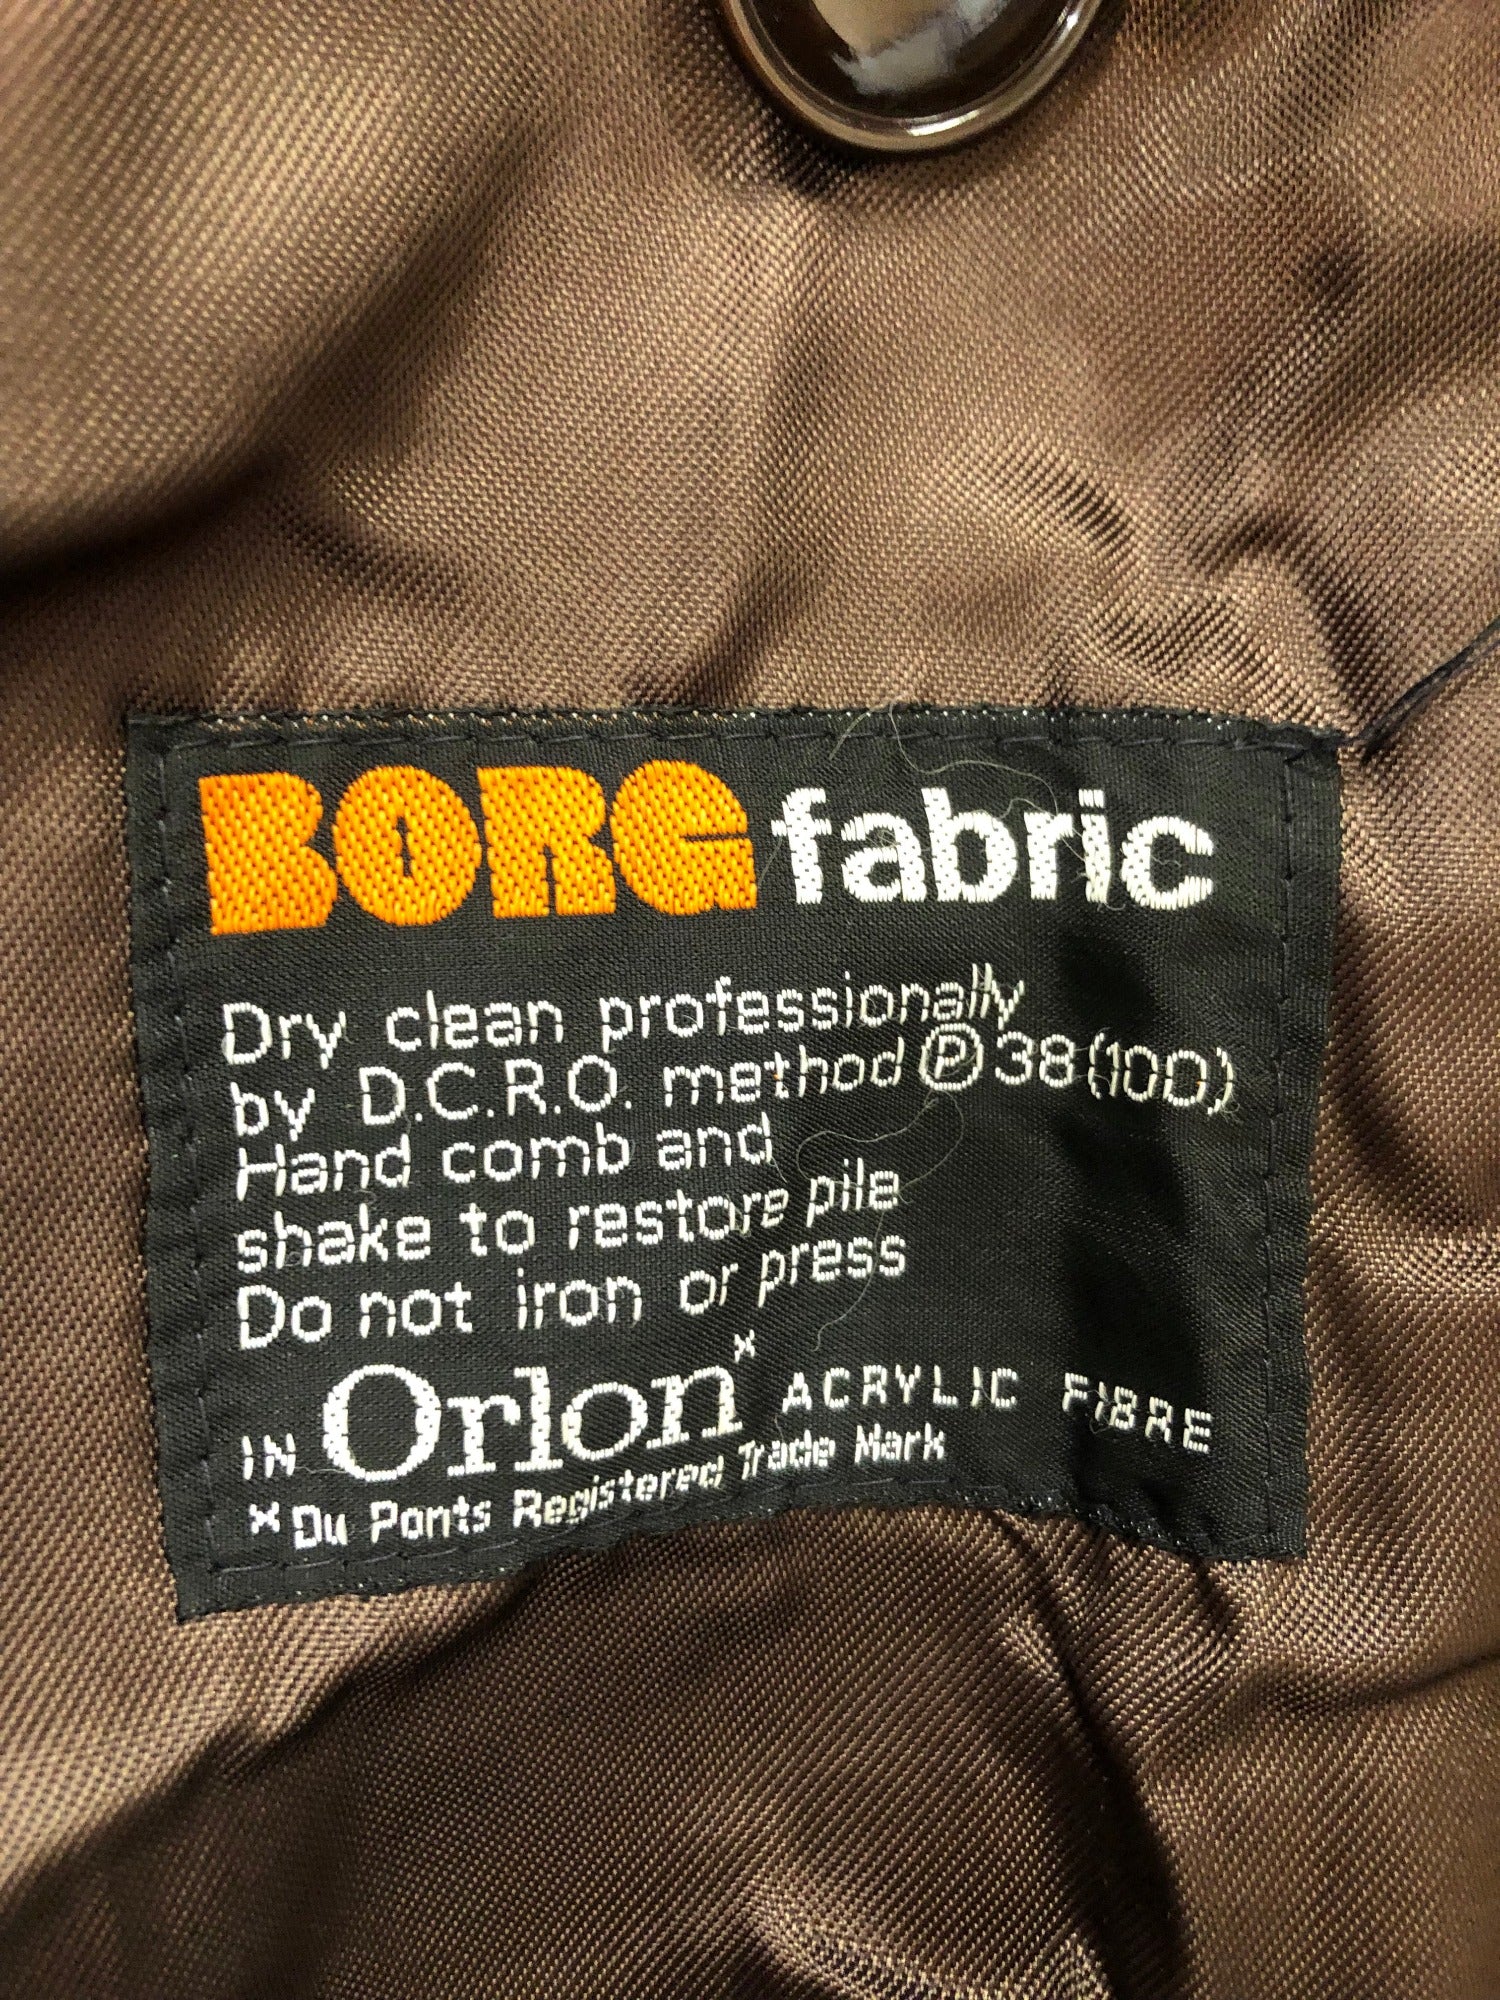 BORG fabric
Dry clean professionally
by D.C.R.O. method Ⓟ38(100)
Hand comb and
shake to restore pile
Do not iron or press
IN Orlon× ACRYLIC FIBRE
×Du Ponts Registered Trade Mark